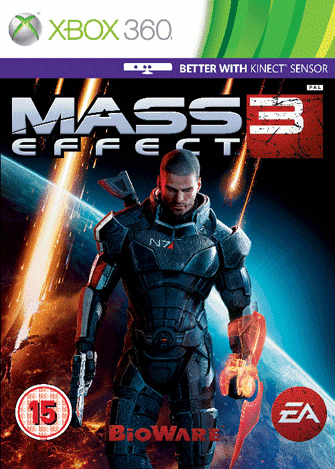 XBOX 360.
BETTER WITH KINECT SENSOR
PAL
MASS 3
EFFECT
N7
15
BIOWARE
EA